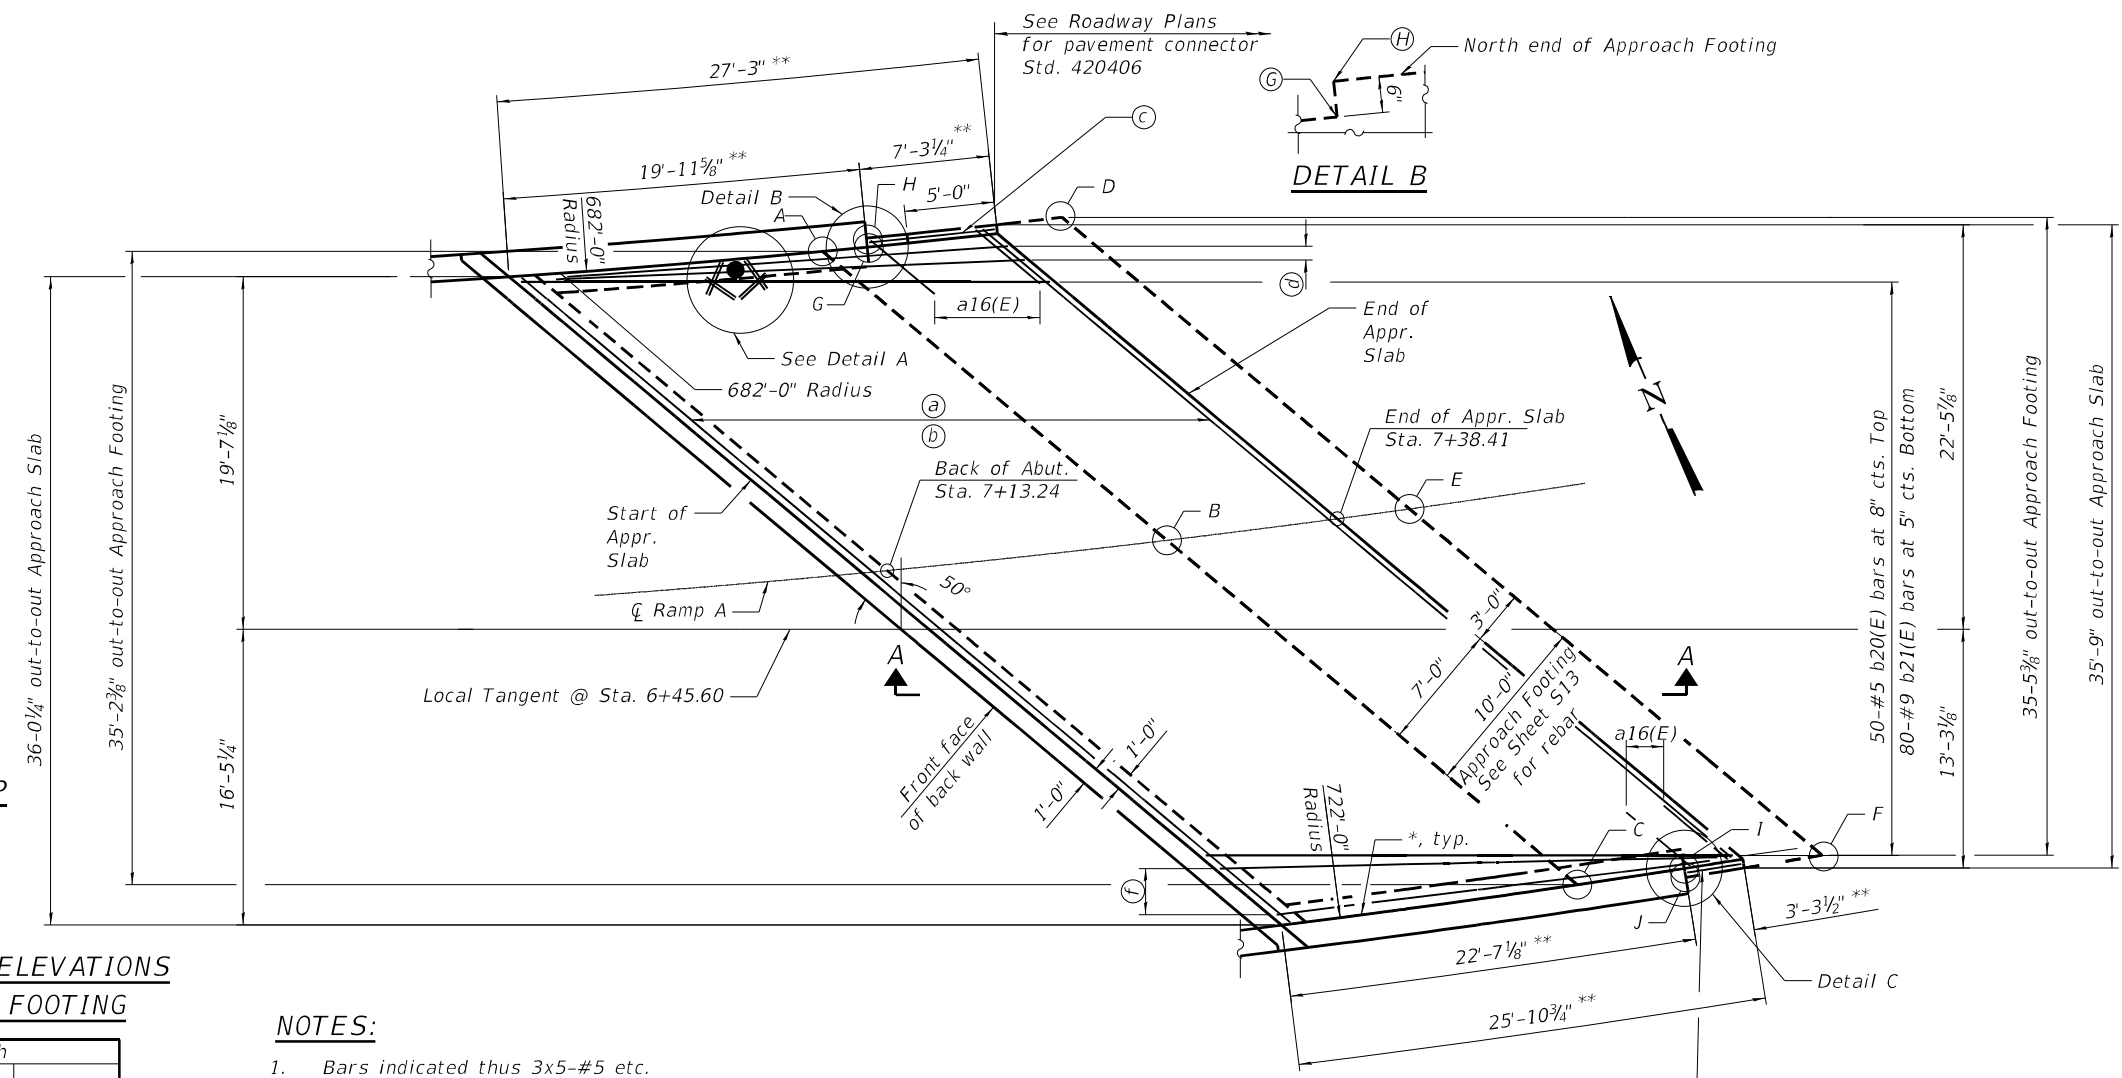 See Roadway Plans
for pavement connector
Std. 420406
H
North end of Approach Footing
G
6"
DETAIL B
27'-3" **
c
7'-3¼" **
19'-11⅝" **
Detail B
H
5'-0"
D
A
682'-0"
Radius
d
G
a16(E)
See Detail A
682'-0" Radius
End of
Appr.
Slab
N
a
b
End of Appr. Slab
Sta. 7+38.41
Back of Abut.
Sta. 7+13.24
E
B
Start of
Appr.
Slab
50°
℄ Ramp A
3'-0"
7'-0"
10'-0"
Approach Footing
See Sheet S13
for rebar
A
A
Local Tangent @ Sta. 6+45.60
Front face
of back wall
1'-0"
1'-0"
a16(E)
722'-0"
Radius
*, typ.
C
I
F
f
J
3'-3½" **
22'-7⅛" **
25'-10¾" **
Detail C
36-0¼" out-to-out Approach Slab
35'-2⅜" out-to-out Approach Footing
19'-7⅛"
16'-5¼"
50-#5 b20(E) bars at 8" cts. Top
80-#9 b21(E) bars at 5" cts. Bottom
22'-5⅞"
13'-3⅛"
35-5⅜" out-to-out Approach Footing
35'-9" out-to-out Approach Slab
ELEVATIONS
FOOTING
NOTES:
1. Bars indicated thus 3x5-#5 etc.